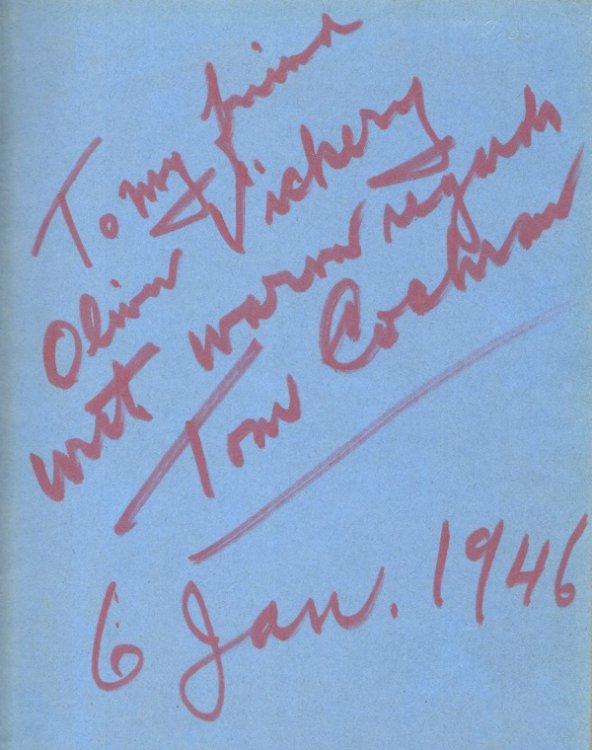 To my friend
Oliver Vickery
with warm regards
Tom Cochran
6 Jan. 1946